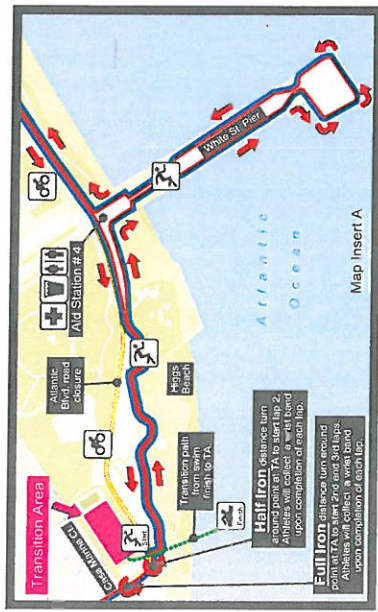 Transition Area
Casa Marina Ct.
Start
Atlantic
Blvd. road
closure
Aid Station # 4
White St. Pier
Higgs
Beach
Transition path
from swim
finish to TA
Finish
Atlantic
Ocean
Half Iron distance turn
around point at TA to start lap 2.
Athletes will collect a wrist band
upon completion of each lap.
Full Iron distance turn around
point at TA to start 2nd and 3rd laps.
Athletes will collect a wrist band
upon completion of each lap.
Map Insert A